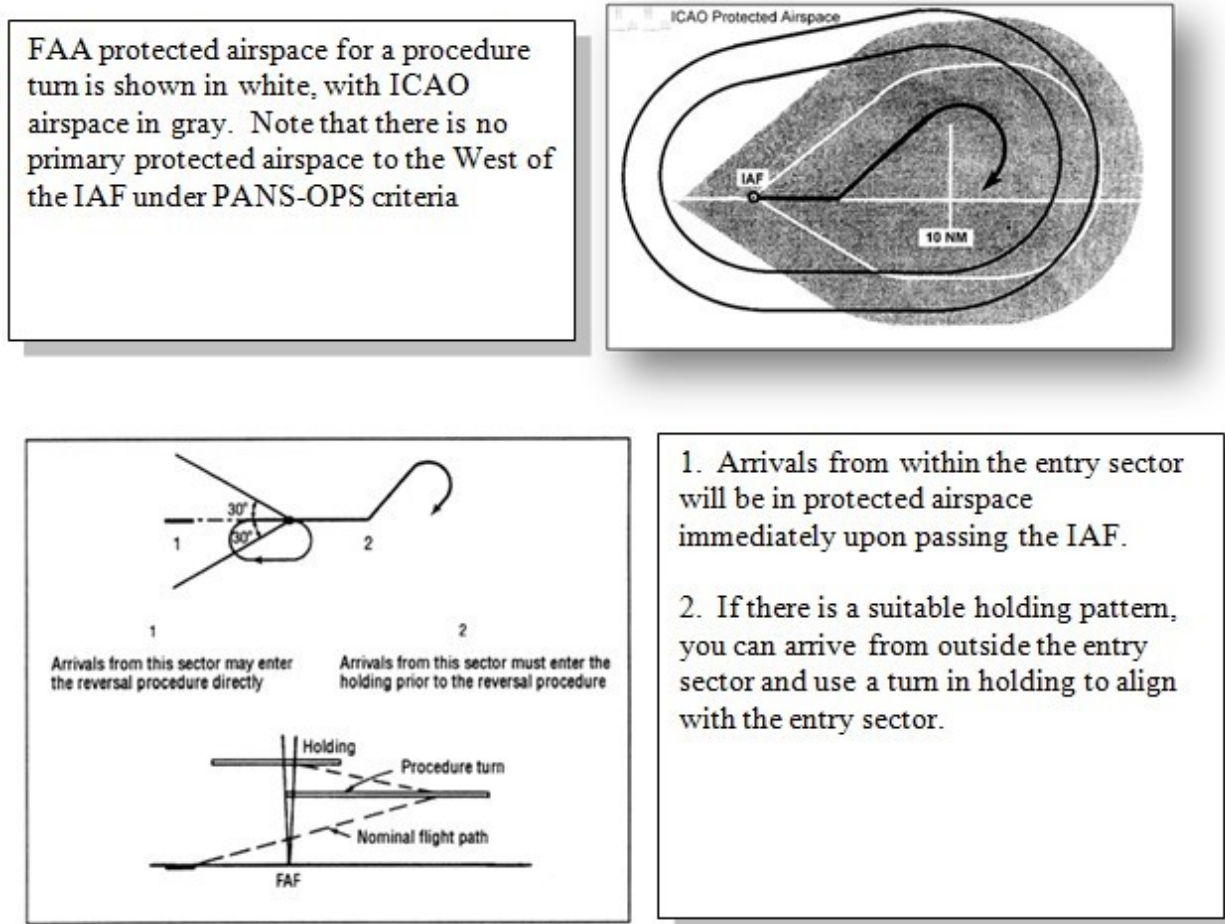 FAA protected airspace for a procedure
turn is shown in white, with ICAO
airspace in gray.  Note that there is no
primary protected airspace to the West of
the IAF under PANS-OPS criteria
ICAO Protected Airspace
IAF
10 NM
30°
30°
1
2
1
2
Arrivals from this sector may enter
the reversal procedure directly
Arrivals from this sector must enter the
holding prior to the reversal procedure
Holding
Procedure turn
Nominal flight path
FAF
1.  Arrivals from within the entry sector
will be in protected airspace
immediately upon passing the IAF.
2.  If there is a suitable holding pattern,
you can arrive from outside the entry
sector and use a turn in holding to align
with the entry sector.